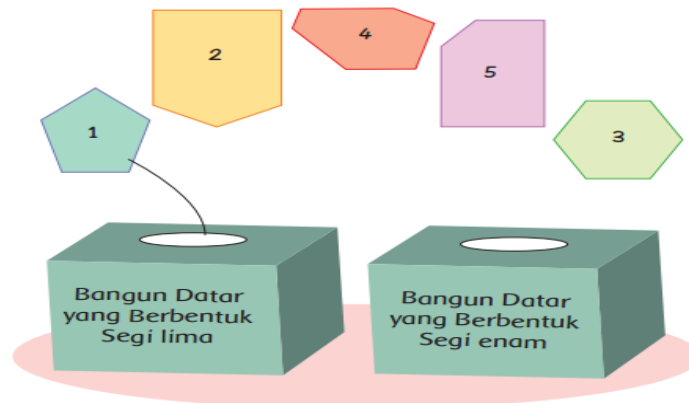 4
2
5
1
3
Bangun Datar
yang Berbentuk
Segi lima
Bangun Datar
yang Berbentuk
Segi enam